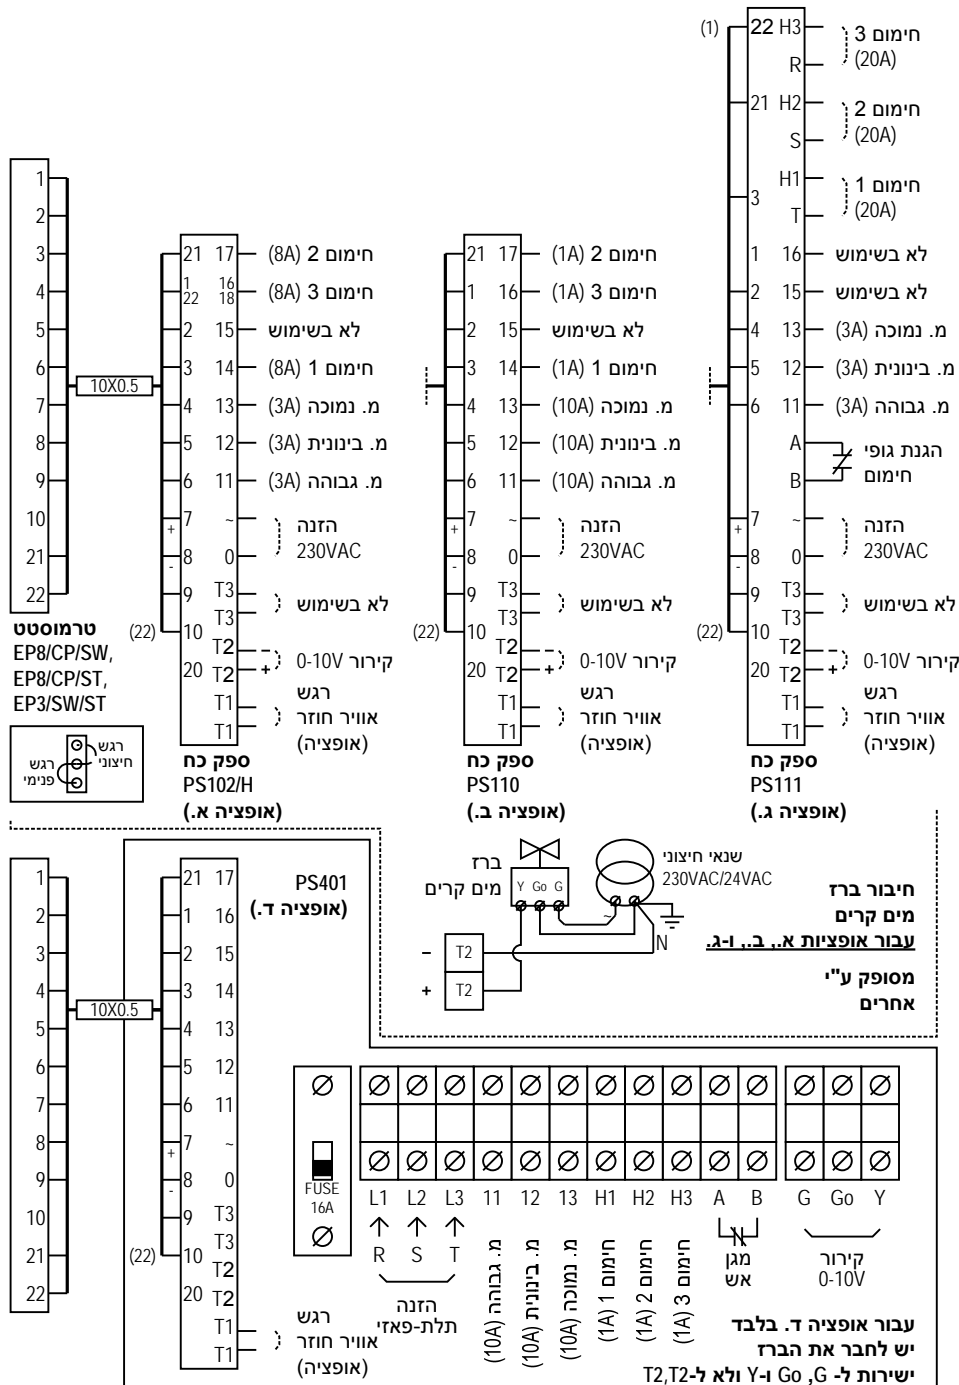 (1)
22 H3
חימום 3
R
(20A)
21 H2
חימום 2
S
(20A)
H1
חימום 1
3
T
(20A)
1 16 לא בשימוש
2 15 לא בשימוש
4 13 מ. נמוכה (3A)
5 12 מ. בינונית (3A)
6 11 מ. גבוהה (3A)
A
B
הגנת גופי
חימום
+ 7 ~
- 8 0
הזנה
230VAC
9 T3
T3
לא בשימוש
(22) 10
T2
20 T2
+
קירור 0-10V
T1
T1
רגש
אוויר חוזר
(אופציה)
ספק כח
PS111
(אופציה ג.)
21 17 חימום 2 (1A)
1 16 חימום 3 (1A)
2 15 לא בשימוש
3 14 חימום 1 (1A)
4 13 מ. נמוכה (10A)
5 12 מ. בינונית (10A)
6 11 מ. גבוהה (10A)
+ 7 ~
- 8 0
הזנה
230VAC
9 T3
T3
לא בשימוש
(22) 10
T2
20 T2
+
קירור 0-10V
T1
T1
רגש
אוויר חוזר
(אופציה)
ספק כח
PS110
(אופציה ב.)
21 17 חימום 2 (8A)
1 16
22 18
חימום 3 (8A)
2 15 לא בשימוש
3 14 חימום 1 (8A)
4 13 מ. נמוכה (3A)
5 12 מ. בינונית (3A)
6 11 מ. גבוהה (3A)
+ 7 ~
- 8 0
הזנה
230VAC
9 T3
T3
לא בשימוש
(22) 10
T2
20 T2
+
קירור 0-10V
T1
T1
רגש
אוויר חוזר
(אופציה)
ספק כח
PS102/H
(אופציה א.)
1
2
3
4
5
6
7
8
9
10
21
22
10X0.5
טרמוסטט
EP8/CP/SW,
EP8/CP/ST,
EP3/SW/ST
רגש
חיצוני
רגש
פנימי
חיבור ברז
מים קרים
עבור אופציות א., ב., ו-ג.
מסופק ע"י
אחרים
שנאי חיצוני
230VAC/24VAC
ברז
מים קרים
Y Go G
~
N
- T2
+ T2
1
2
3
4
5
6
7
8
9
10
21
22
10X0.5
PS401
(אופציה ד.)
21 17
1 16
2 15
3 14
4 13
5 12
6 11
+ 7 ~
- 8 0
9 T3
T3
(22) 10
T2
20 T2
T1
T1
רגש
אוויר חוזר
(אופציה)
FUSE
16A
L1 L2 L3 11 12 13 H1 H2 H3 A B G Go Y
R S T
הזנה
תלת-פאזי
מ. גבוהה (10A)
מ. בינונית (10A)
מ. נמוכה (10A)
חימום 1 (1A)
חימום 2 (1A)
חימום 3 (1A)
מגן
אש
קירור
0-10V
עבור אופציה ד. בלבד
יש לחבר את הברז
ישירות ל- G, Go ו-Y ולא ל-T2,T2